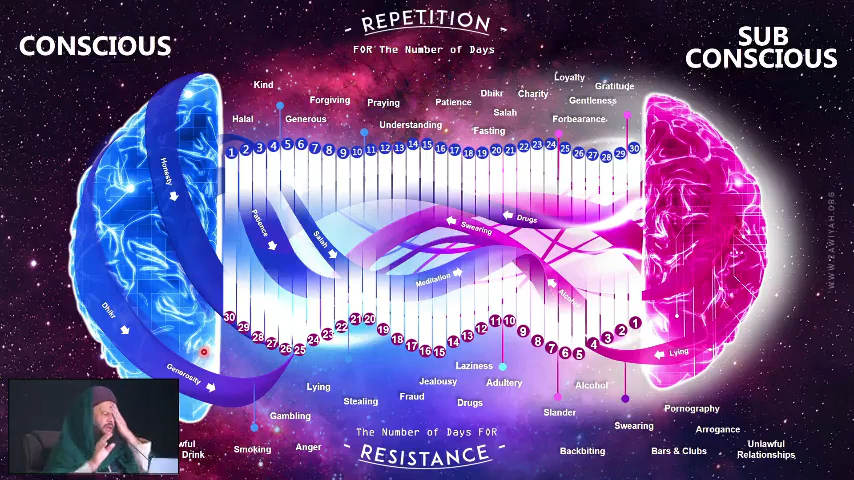 REPETITION
FOR The Number of Days
CONSCIOUS
SUB
CONSCIOUS
Kind
Forgiving
Praying
Patience
Dhikr
Charity
Loyalty
Gratitude
Gentleness
Halal
Generous
Understanding
Salah
Fasting
Forbearance
1 2 3 4 5 6 7 8 9 10 11 12 13 14 15 16 17 18 19 20 21 22 23 24 25 26 27 28 29 30
Honesty
Patience
Salah
Meditation
Swearing
Drugs
Alcohol
Dhikr
Generosity
Lying
30 29 28 27 26 25 24 23 22 21 20 19 18 17 16 15 14 13 12 11 10 9 8 7 6 5 4 3 2 1
Lying
Stealing
Jealousy
Fraud
Laziness
Adultery
Drugs
Alcohol
Slander
Gambling
Smoking
Anger
Swearing
Pornography
Arrogance
Backbiting
Bars & Clubs
Unlawful
Relationships
Drink
The Number of Days FOR
RESISTANCE
WWW.ZAWIYAH.ORG